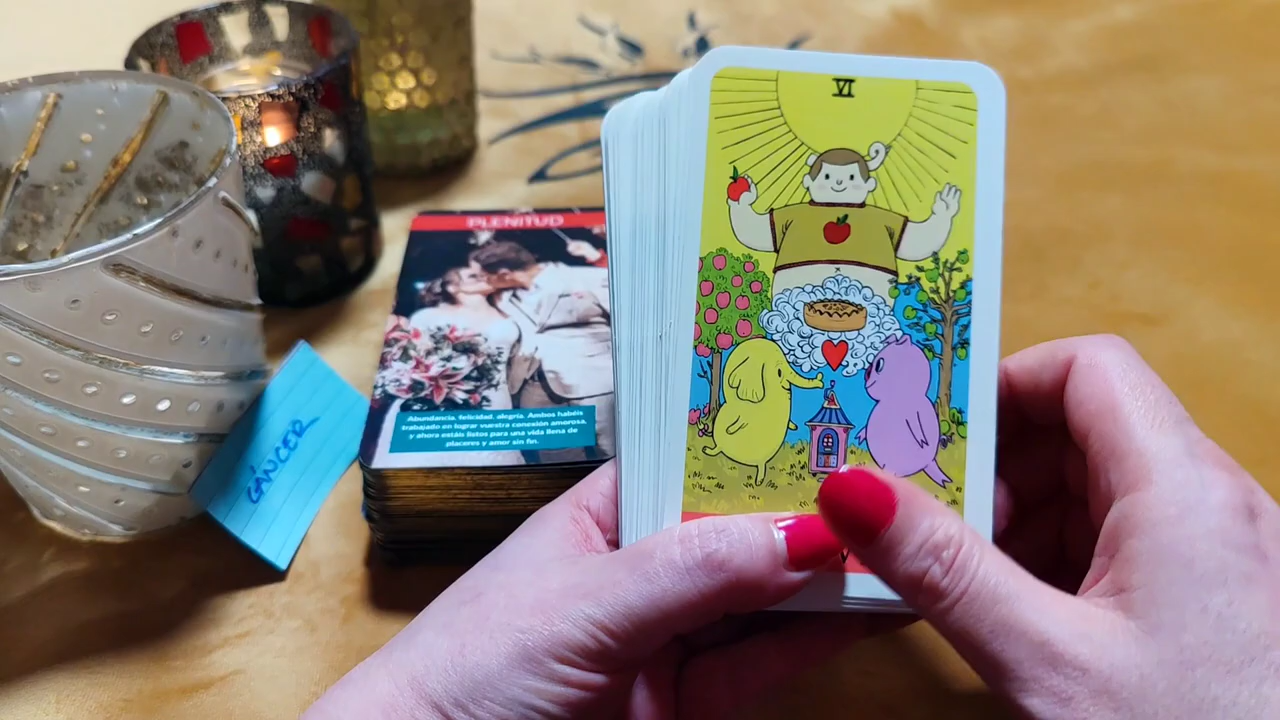 VI
PLENITUD
Abundancia, felicidad, alegría. Ambos habéis
trabajado en lograr vuestra conexión amorosa,
y ahora estáis listos para una vida llena de
placeres y amor sin fin.
CÁNCER